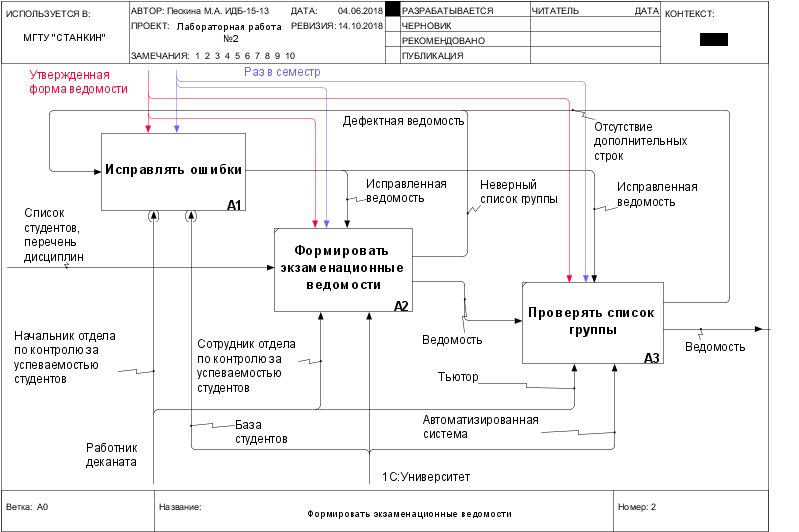 ИСПОЛЬЗУЕТСЯ В:
МГТУ "СТАНКИН"
АВТОР: Пескина М.А. ИДБ-15-13
ДАТА: 04.06.2018
ПРОЕКТ: Лабораторная работа
№2
РЕВИЗИЯ: 14.10.2018
ЗАМЕЧАНИЯ: 1 2 3 4 5 6 7 8 9 10
РАЗРАБАТЫВАЕТСЯ
ЧЕРНОВИК
РЕКОМЕНДОВАНО
ПУБЛИКАЦИЯ
ЧИТАТЕЛЬ
ДАТА
КОНТЕКСТ:
Утвержденная
форма ведомости
Раз в семестр
Дефектная ведомость
Отсутствие
дополнительных
строк
Исправлять ошибки
A1
Исправленная
ведомость
Неверный
список группы
Исправленная
ведомость
Список
студентов,
перечень
дисциплин
Формировать
экзаменационные
ведомости
A2
Проверять список
группы
A3
Ведомость
Ведомость
Начальник отдела
по контролю за
успеваемостью
студентов
Сотрудник отдела
по контролю за
успеваемостью
студентов
Тьютор
База
студентов
Автоматизированная
система
Работник
деканата
1С:Университет
Ветка: A0
Название:
Формировать экзаменационные ведомости
Номер: 2